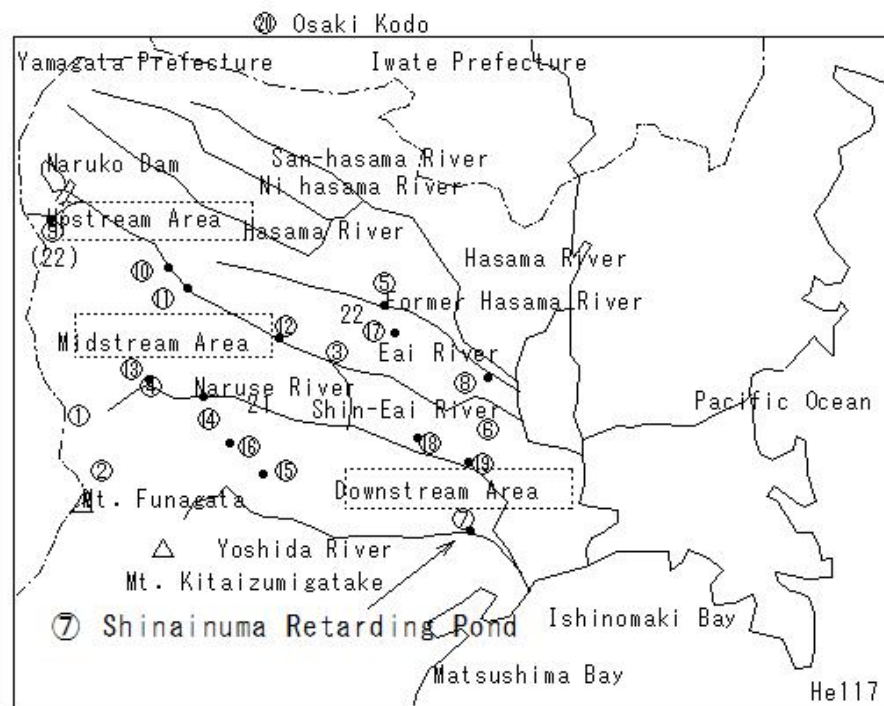 ⑳ Osaki Kodo
Yamagata Prefecture
Iwate Prefecture
Naruko Dam
San-hasama River
Ni hasama River
Upstream Area
⑨
Hasama River
(22)
Hasama River
⑩
⑤
⑪
Former Hasama River
22
⑰
⑫
Midstream Area
③
Eai River
⑬
④
Naruse River
⑧
①
⑭
21
Shin-Eai River
Pacific Ocean
⑯
⑱
⑥
②
⑮
⑲
Mt. Funagata
Downstream Area
⑦
Yoshida River
Mt. Kitaizumigatake
⑦ Shinainuma Retarding Pond
Ishinomaki Bay
Matsushima Bay
He117